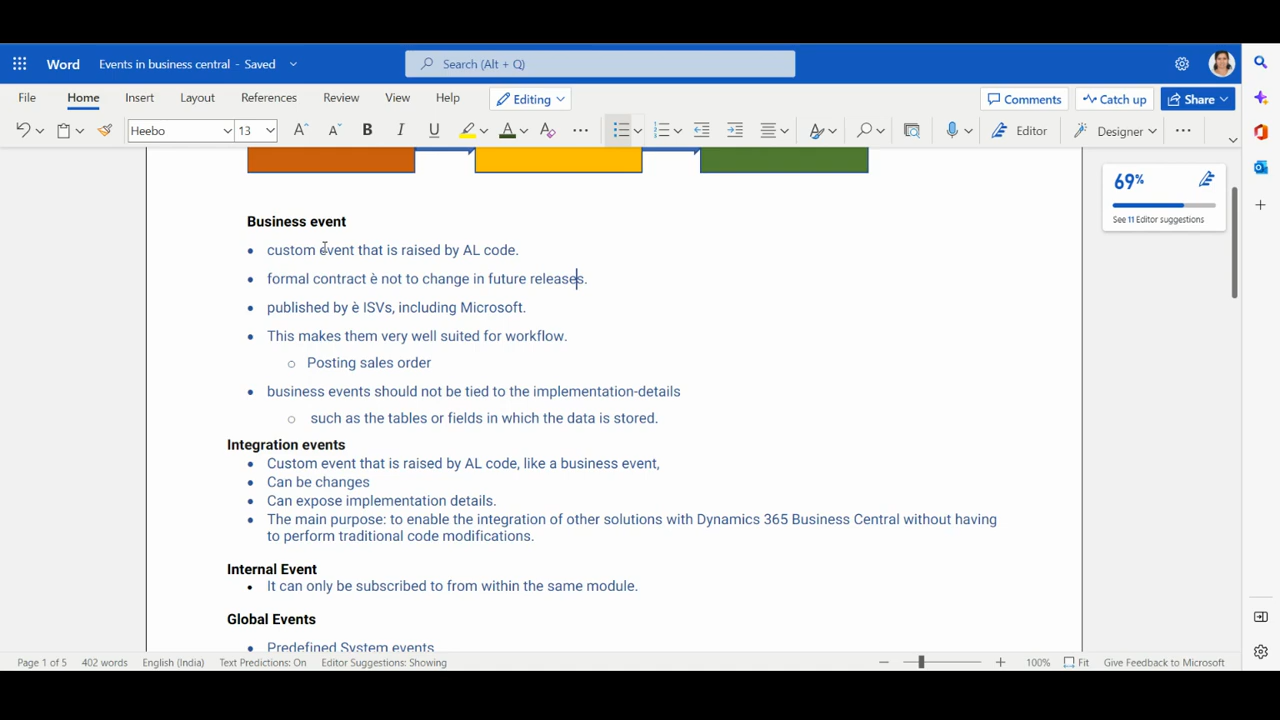 Word Events in business central - Saved Search (Alt + Q)
File Home Insert Layout References Review View Help Editing Comments Catch up Share
Heebo 13 A A B I U A A Editor Designer
69%
See 11 Editor suggestions
Business event
• custom event that is raised by AL code.
• formal contract è not to change in future releases.
• published by è ISVs, including Microsoft.
• This makes them very well suited for workflow.
○ Posting sales order
• business events should not be tied to the implementation-details
○ such as the tables or fields in which the data is stored.
Integration events
• Custom event that is raised by AL code, like a business event,
• Can be changes
• Can expose implementation details.
• The main purpose: to enable the integration of other solutions with Dynamics 365 Business Central without having
to perform traditional code modifications.
Internal Event
• It can only be subscribed to from within the same module.
Global Events
• Predefined System events
Page 1 of 5 402 words English (India) Text Predictions: On Editor Suggestions: Showing 100% Fit Give Feedback to Microsoft